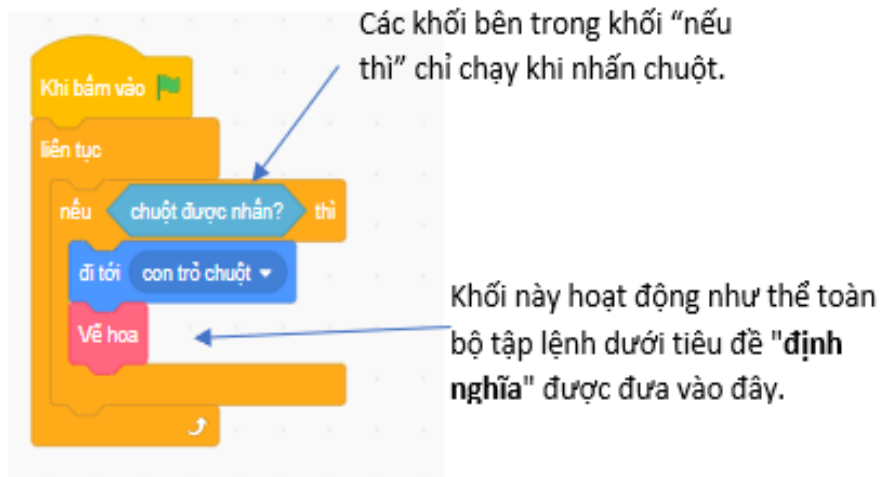 Các khối bên trong khối “nếu
thì” chỉ chạy khi nhấn chuột.
Khi bấm vào
liên tục
nếu chuột được nhấn? thì
đi tới con trỏ chuột
Vẽ hoa
Khối này hoạt động như thể toàn
bộ tập lệnh dưới tiêu đề "định
nghĩa" được đưa vào đây.